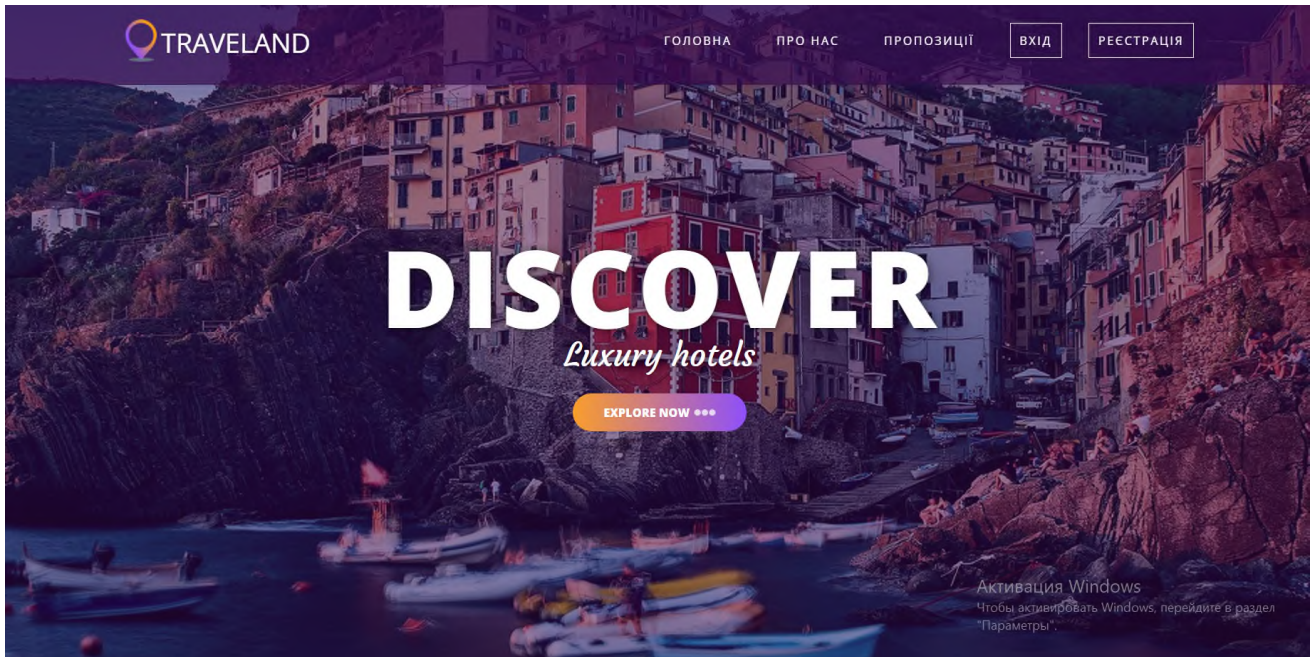 TRAVELAND
ГОЛОВНА
ПРО НАС
ПРОПОЗИЦІЇ
ВХІД
РЕЄСТРАЦІЯ
DISCOVER
Luxury hotels
EXPLORE NOW
Активация Windows
Чтобы активировать Windows, перейдите в раздел
"Параметры".